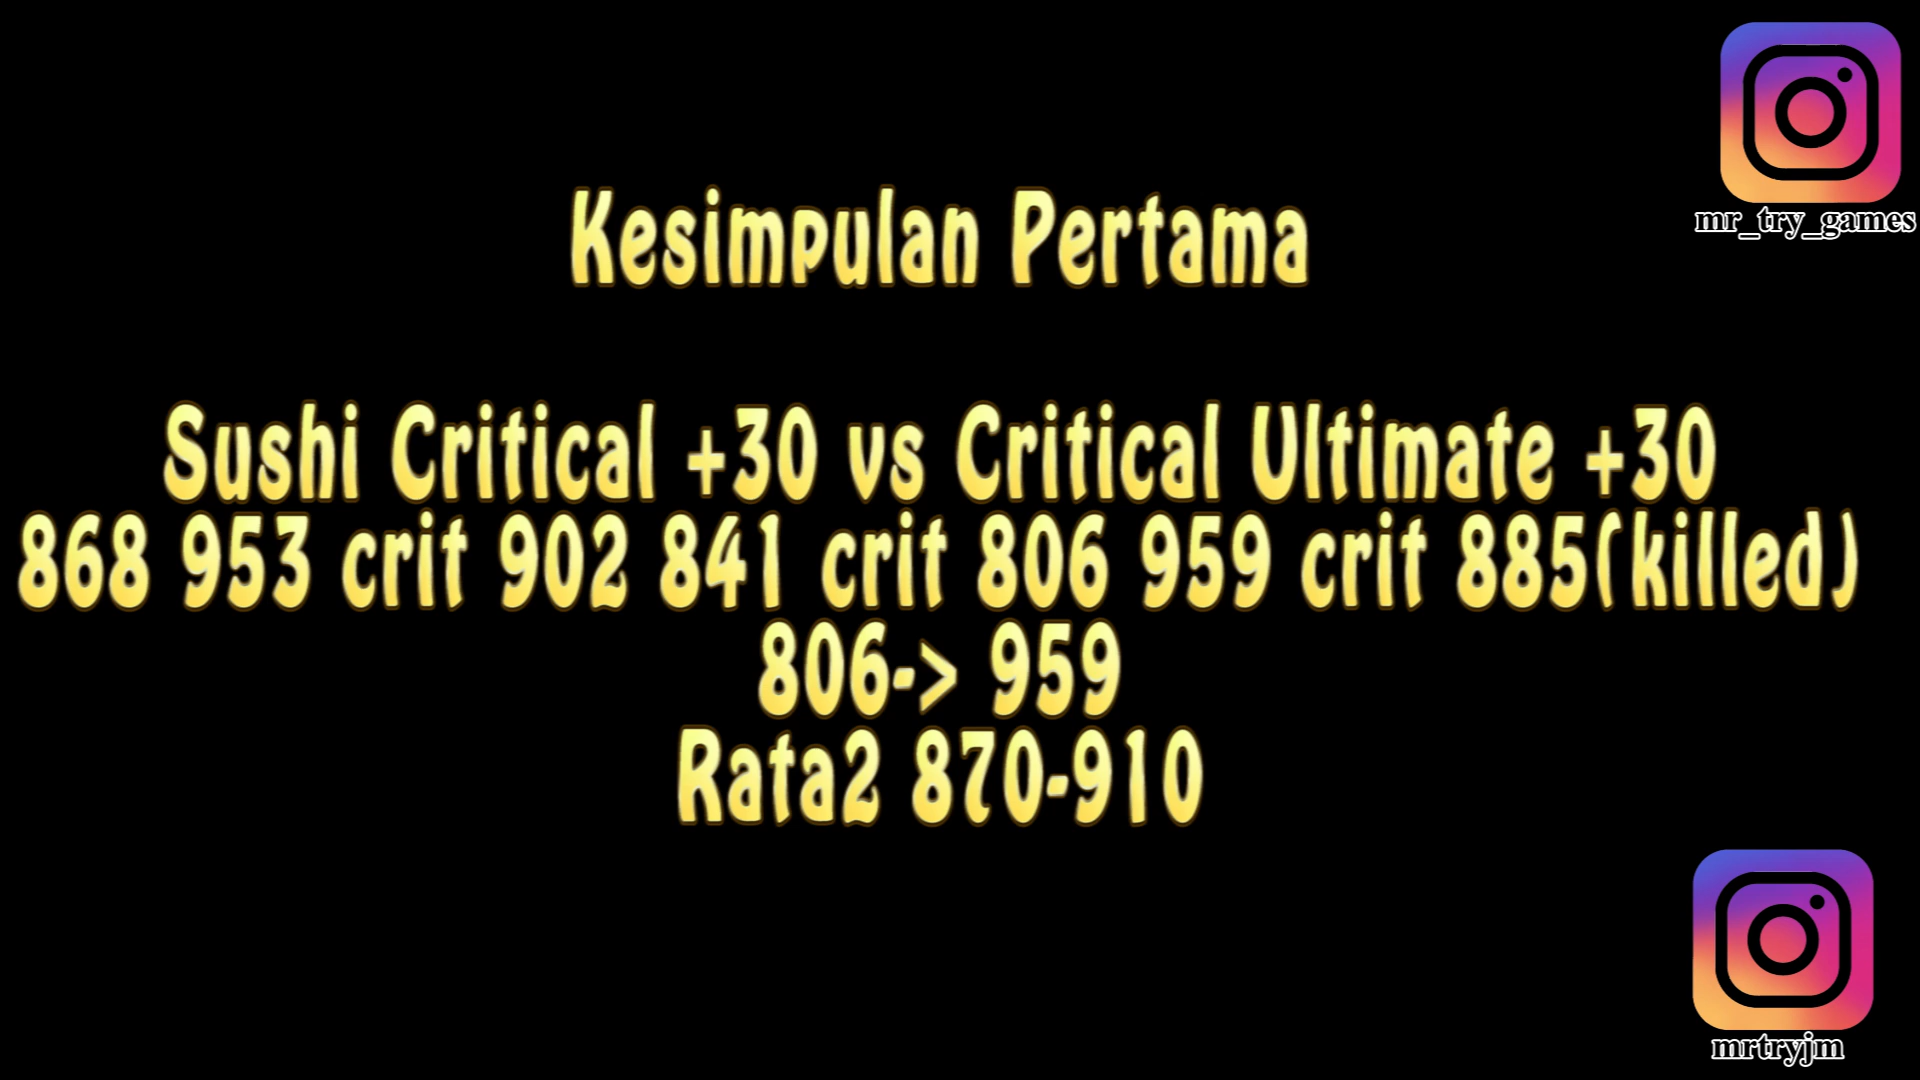 mr_try_games
Kesimpulan Pertama
Sushi Critical +30 vs Critical Ultimate +30
868 953 crit 902 841 crit 806 959 crit 885(killed)
806-> 959
Rata2 870-910
mrtryjm